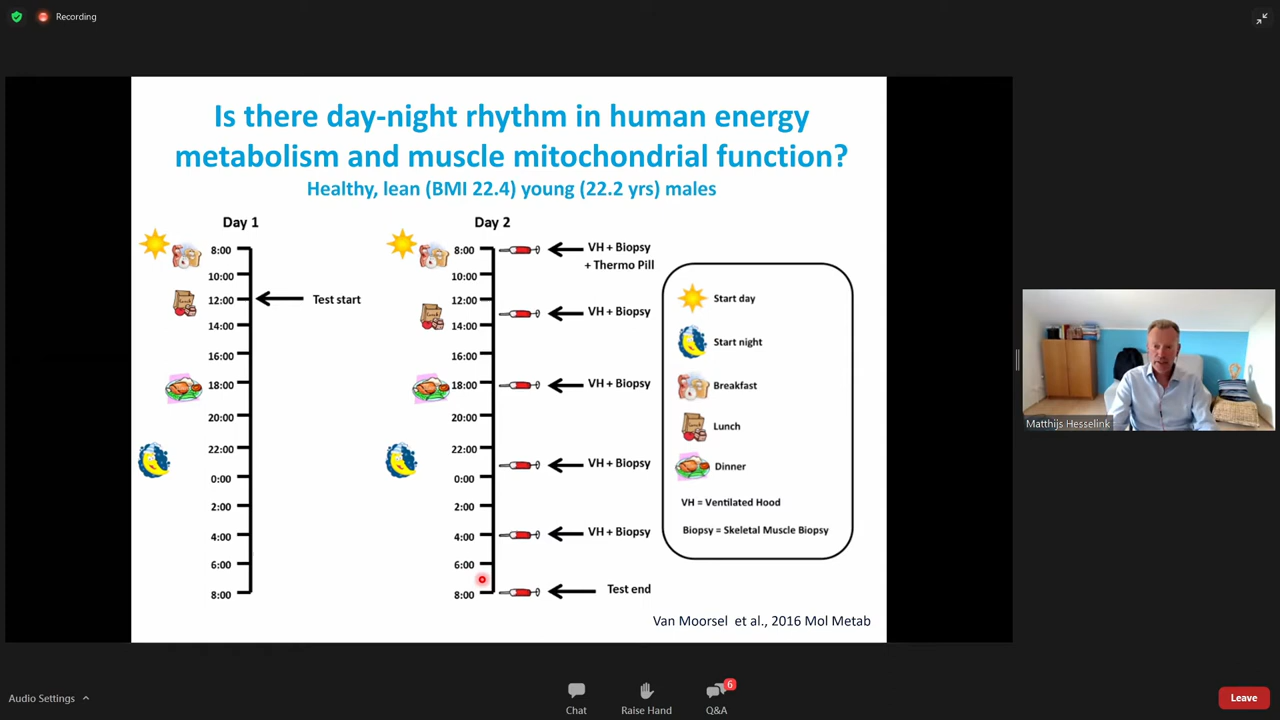 Recording
Is there day-night rhythm in human energy
metabolism and muscle mitochondrial function?
Healthy, lean (BMI 22.4) young (22.2 yrs) males
Day 1
8:00
10:00
12:00
Test start
14:00
16:00
18:00
20:00
22:00
0:00
2:00
4:00
6:00
8:00
Day 2
8:00
VH + Biopsy
+ Thermo Pill
10:00
12:00
VH + Biopsy
14:00
16:00
18:00
VH + Biopsy
20:00
22:00
VH + Biopsy
0:00
2:00
4:00
VH + Biopsy
6:00
8:00
Test end
Start day
Start night
Breakfast
Lunch
Dinner
VH = Ventilated Hood
Biopsy = Skeletal Muscle Biopsy
Van Moorsel et al., 2016 Mol Metab
Matthijs Hesselink
Audio Settings
Chat
Raise Hand
6
Q&A
Leave